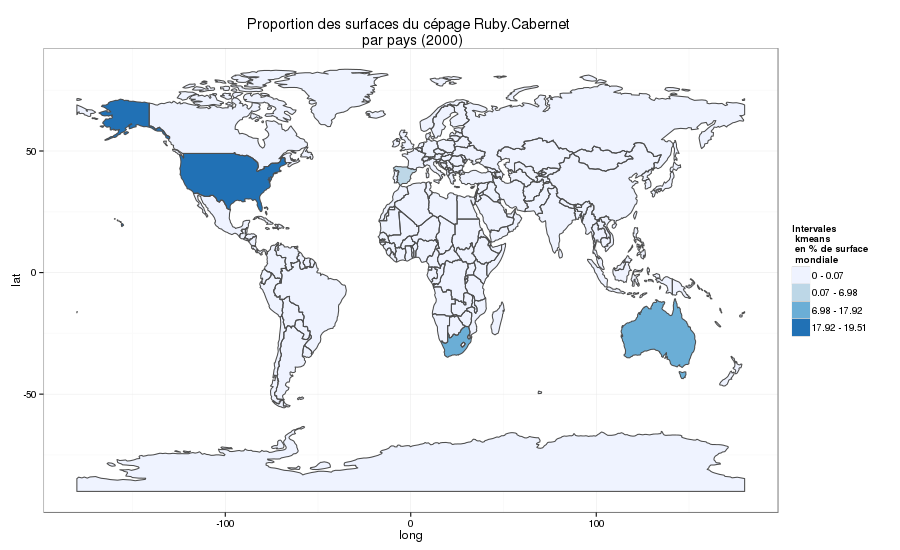 Proportion des surfaces du cépage Ruby.Cabernet
par pays (2000)
50
0
-50
lat
-100
0
100
long
Intervales
kmeans
en % de surface
mondiale
0 - 0.07
0.07 - 6.98
6.98 - 17.92
17.92 - 19.51